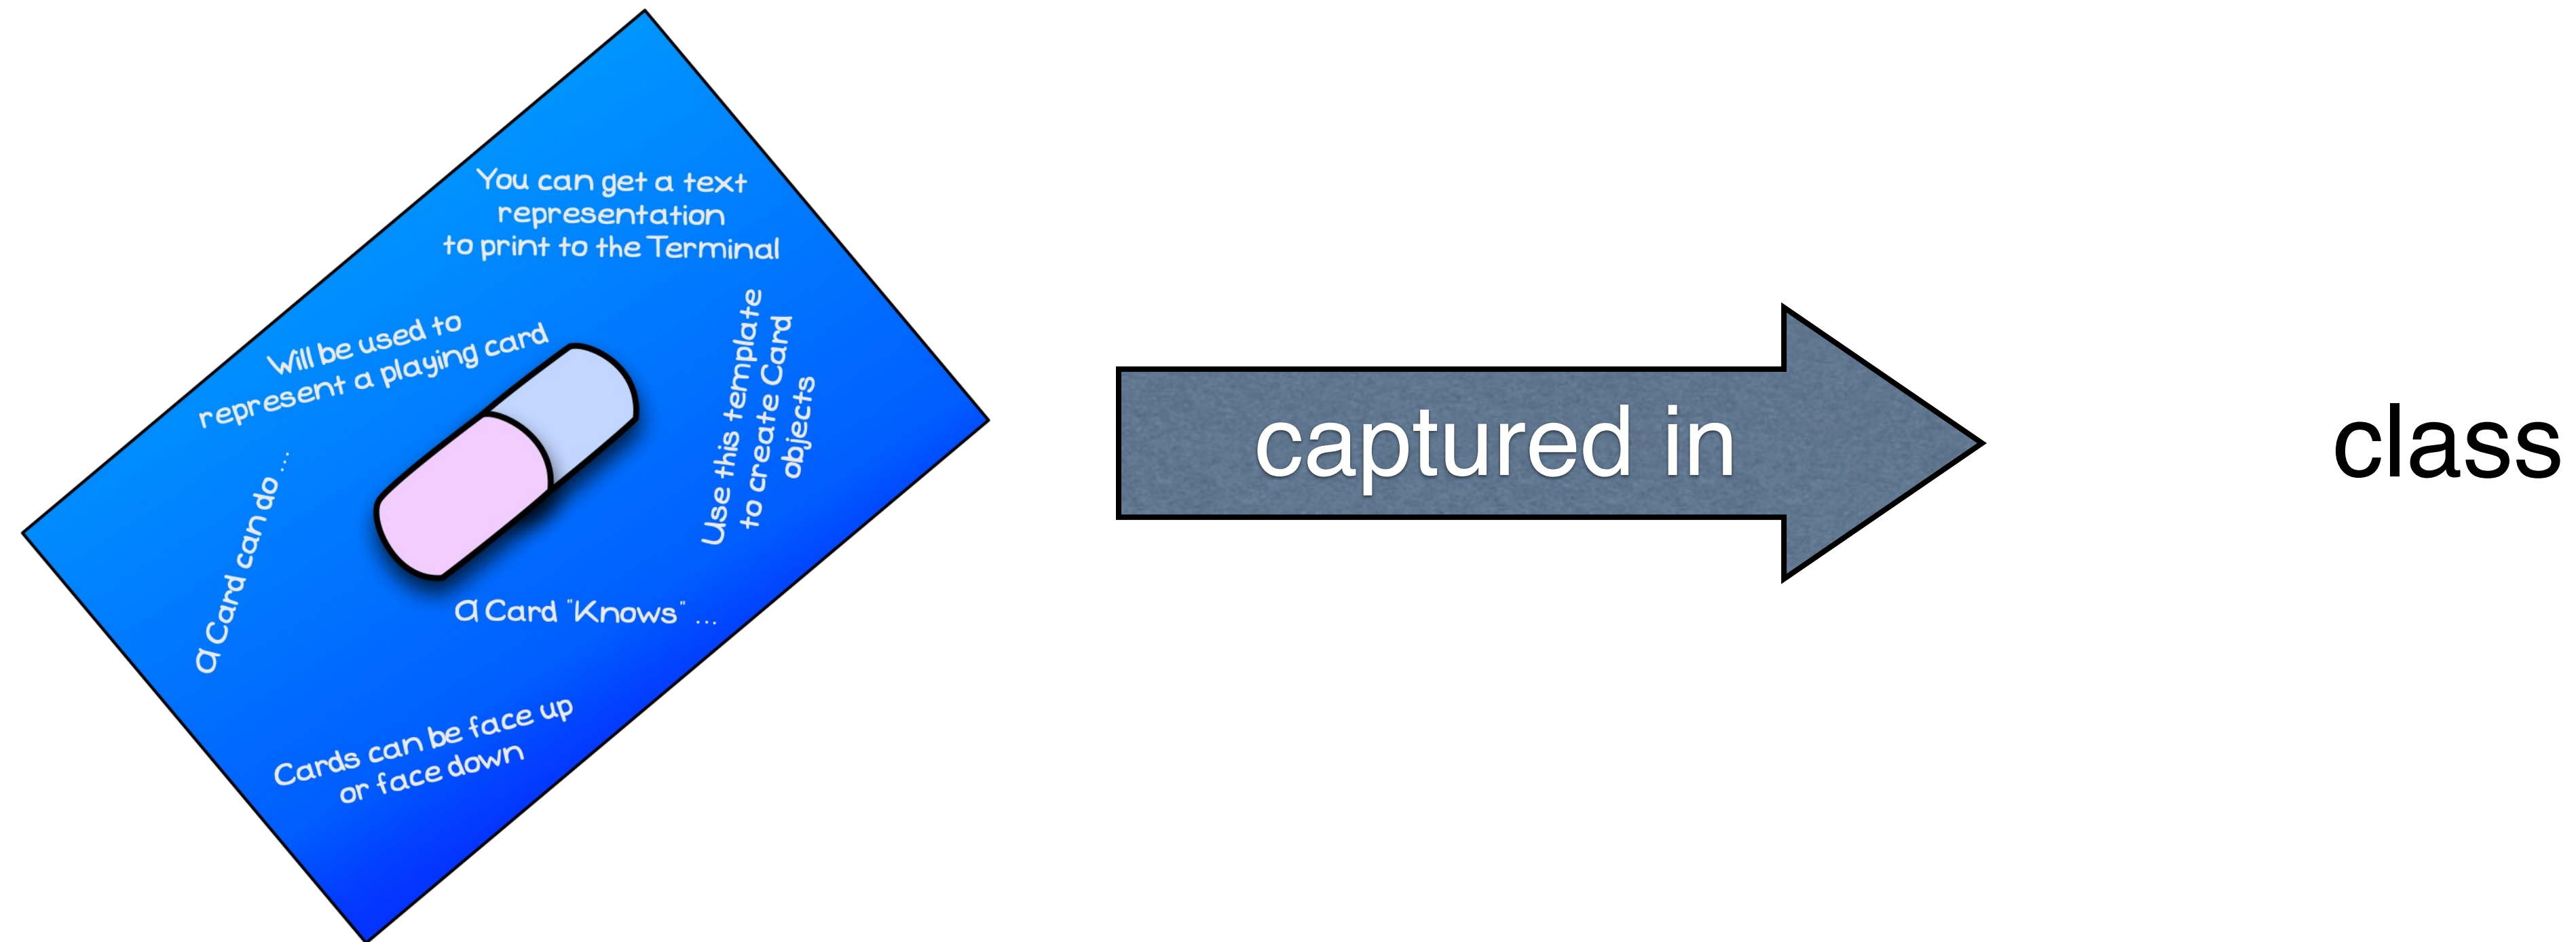 You can get a text
representation
to print to the Terminal
Will be used to
represent a playing card
Use this template
to create Card
objects
A Card can do ...
A Card "Knows" ...
Cards can be face up
or face down
captured in
class